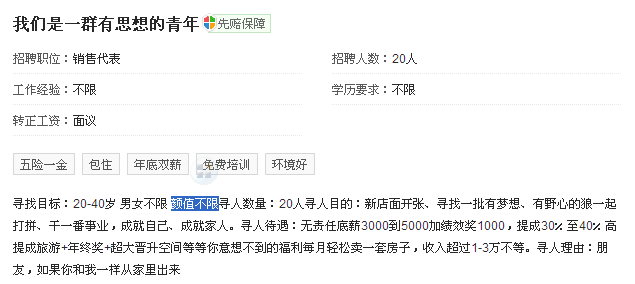 我们是一群有思想的青年 先赔保障
招聘职位：销售代表 招聘人数：20人
工作经验：不限 学历要求：不限
转正工资：面议
五险一金 包住 年底双薪 免费培训 环境好
寻找目标：20-40岁 男女不限 颜值不限寻人数量：20人寻人目的：新店面开张、寻找一批有梦想、有野心的狼一起
打拼、干一番事业，成就自己、成就家人。寻人待遇：无责任底薪3000到5000加绩效奖1000，提成30% 至40% 高
提成旅游+年终奖+超大晋升空间等等你意想不到的福利每月轻松卖一套房子，收入超过1-3万不等。寻人理由：朋
友，如果你和我一样从家里出来